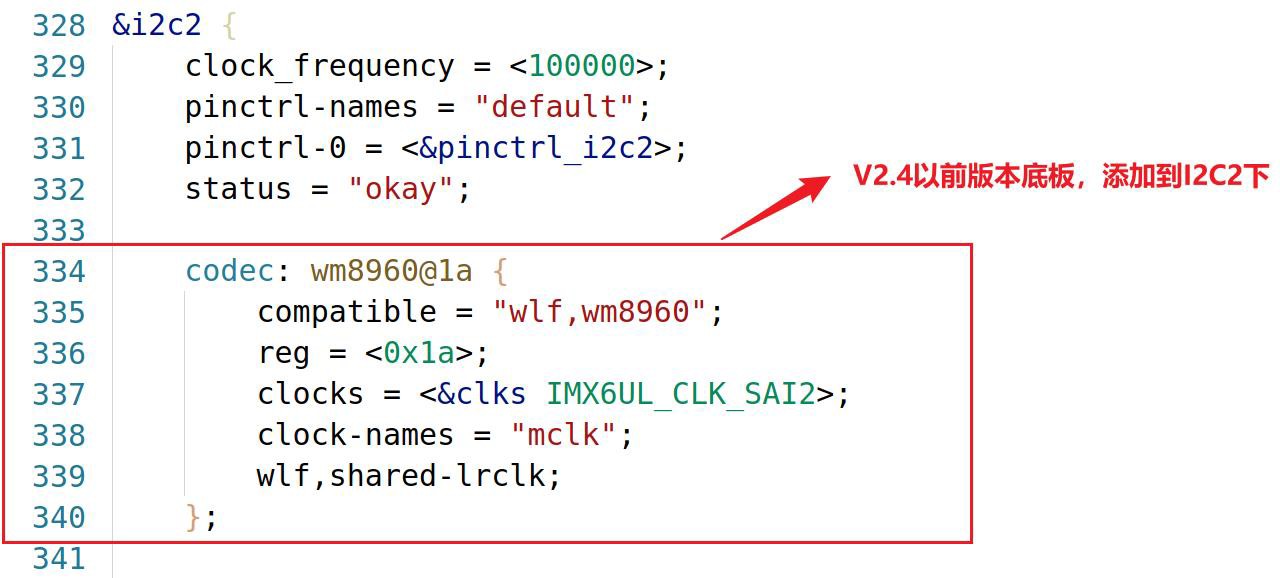 328 &i2c2 {
329     clock_frequency = <100000>;
330     pinctrl-names = "default";
331     pinctrl-0 = <&pinctrl_i2c2>;
332     status = "okay";
V2.4以前版本底板，添加到I2C2下
333
334     codec: wm8960@1a {
335         compatible = "wlf,wm8960";
336         reg = <0x1a>;
337         clocks = <&clks IMX6UL_CLK_SAI2>;
338         clock-names = "mclk";
339         wlf,shared-lrclk;
340     };
341